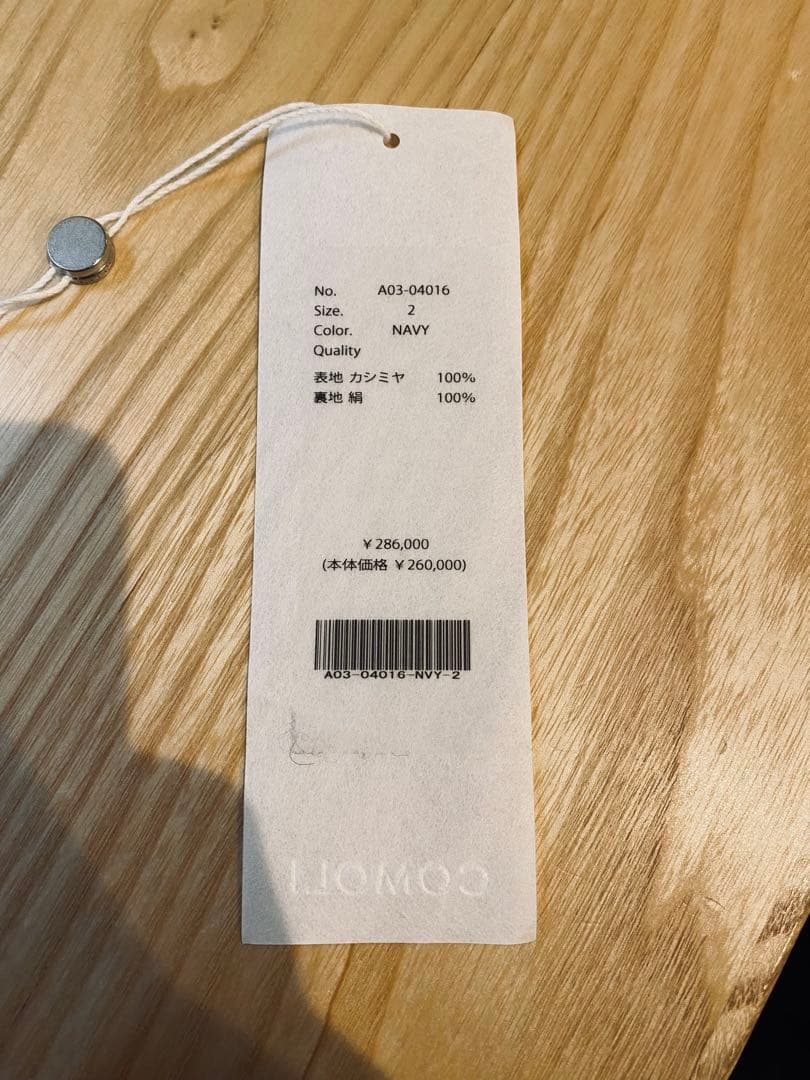 No. A03-04016
Size. 2
Color. NAVY
Quality
表地 カシミヤ 100%
裏地 絹 100%
¥286,000
(本体価格 ¥260,000)
A03-04016-NVY-2
COMOLI